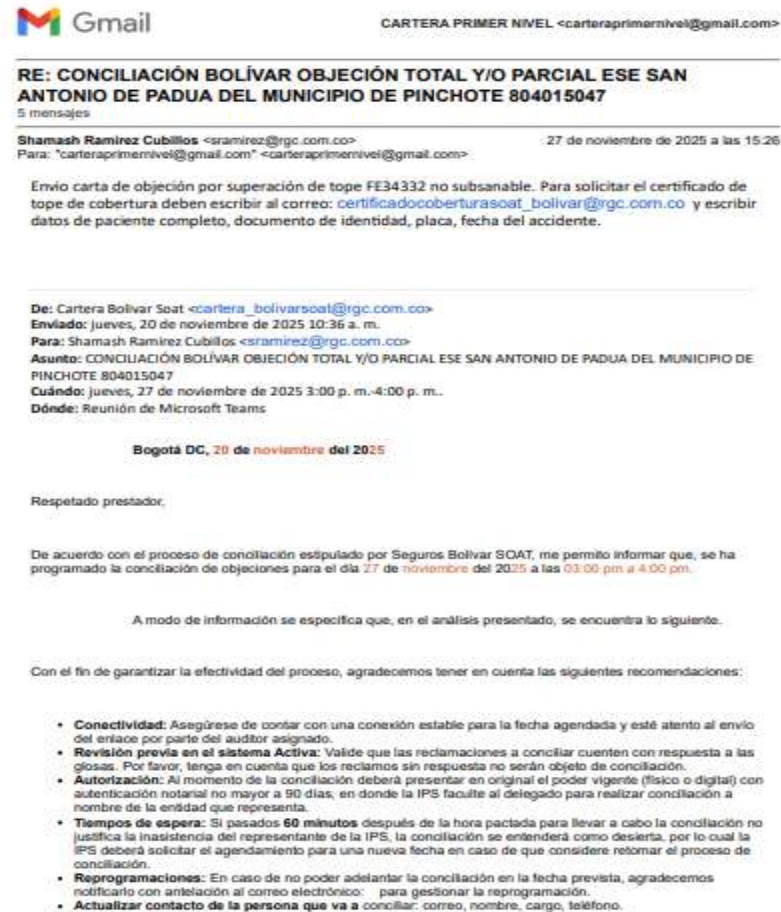 Gmail
CARTERA PRIMER NIVEL <carteraprimernivel@gmail.com>
RE: CONCILIACIÓN BOLÍVAR OBJECIÓN TOTAL Y/O PARCIAL ESE SAN
ANTONIO DE PADUA DEL MUNICIPIO DE PINCHOTE 804015047
5 mensajes
Shamash Ramirez Cubillos <sramirez@rgc.com.co>
27 de noviembre de 2025 a las 15:26
Para: "carteraprimernivel@gmail.com" <carteraprimernivel@gmail.com>
Envio carta de objeción por superación de tope FE34332 no subsanable. Para solicitar el certificado de
tope de cobertura deben escribir al correo: certificadocoberturasoat_bolivar@rgc.com.co y escribir
datos de paciente completo, documento de identidad, placa, fecha del accidente.
De: Cartera Bolivar Soat <cartera_bolivarsoat@rgc.com.co>
Enviado: jueves, 20 de noviembre de 2025 10:36 a. m.
Para: Shamash Ramirez Cubillos <sramirez@rgc.com.co>
Asunto: CONCILIACIÓN BOLÍVAR OBJECIÓN TOTAL Y/O PARCIAL ESE SAN ANTONIO DE PADUA DEL MUNICIPIO DE
PINCHOTE 804015047
Cuándo: jueves, 27 de noviembre de 2025 3:00 p. m.-4:00 p. m..
Dónde: Reunión de Microsoft Teams
Bogotá DC, 20 de noviembre del 2025
Respetado prestador,
De acuerdo con el proceso de conciliación estipulado por Seguros Bolívar SOAT, me permito informar que, se ha
programado la conciliación de objeciones para el día 27 de noviembre del 2025 a las 03:00 pm a 4:00 pm.
A modo de información se especifica que, en el análisis presentado, se encuentra lo siguiente.
Con el fin de garantizar la efectividad del proceso, agradecemos tener en cuenta las siguientes recomendaciones:
• Conectividad: Asegúrese de contar con una conexión estable para la fecha agendada y esté atento al envío
del enlace por parte del auditor asignado.
• Revisión previa en el sistema Activa: Valide que las reclamaciones a conciliar cuenten con respuesta a las
glosas. Por favor, tenga en cuenta que los reclamos sin respuesta no serán objeto de conciliación.
• Autorización: Al momento de la conciliación deberá presentar en original el poder vigente (físico o digital) con
autenticación notarial no mayor a 90 días, en donde la IPS faculte al delegado para realizar conciliación a
nombre de la entidad que representa.
• Tiempos de espera: Si pasados 60 minutos después de la hora pactada para llevar a cabo la conciliación no
justifica la inasistencia del representante de la IPS, la conciliación se entenderá como desierta, por lo cual la
IPS deberá solicitar el agendamiento para una nueva fecha en caso de que considere retomar el proceso de
conciliación.
• Reprogramaciones: En caso de no poder adelantar la conciliación en la fecha prevista, agradecemos
notificarlo con antelación al correo electrónico: para gestionar la reprogramación.
• Actualizar contacto de la persona que va a conciliar: correo, nombre, cargo, teléfono.